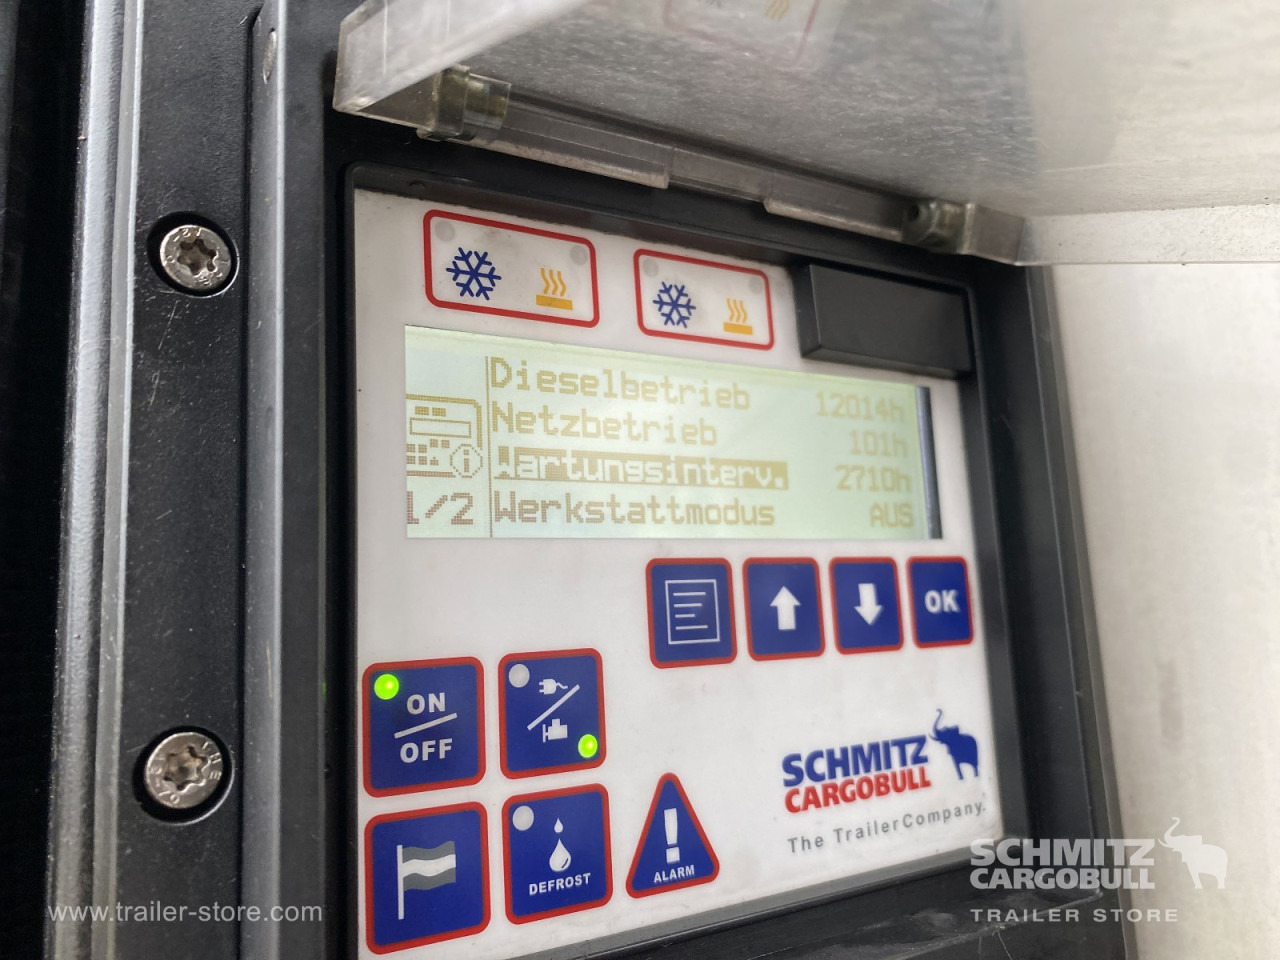 Dieselbetrieb 12014h
Netzbetrieb 101h
Wartungsinterv. 2710h
1/2 Werkstattmodus AUS
OK
ON
OFF
DEFROST
ALARM
SCHMITZ
CARGOBULL
The TrailerCompany.
SCHMITZ
CARGOBULL
TRAILER STORE
www.trailer-store.com